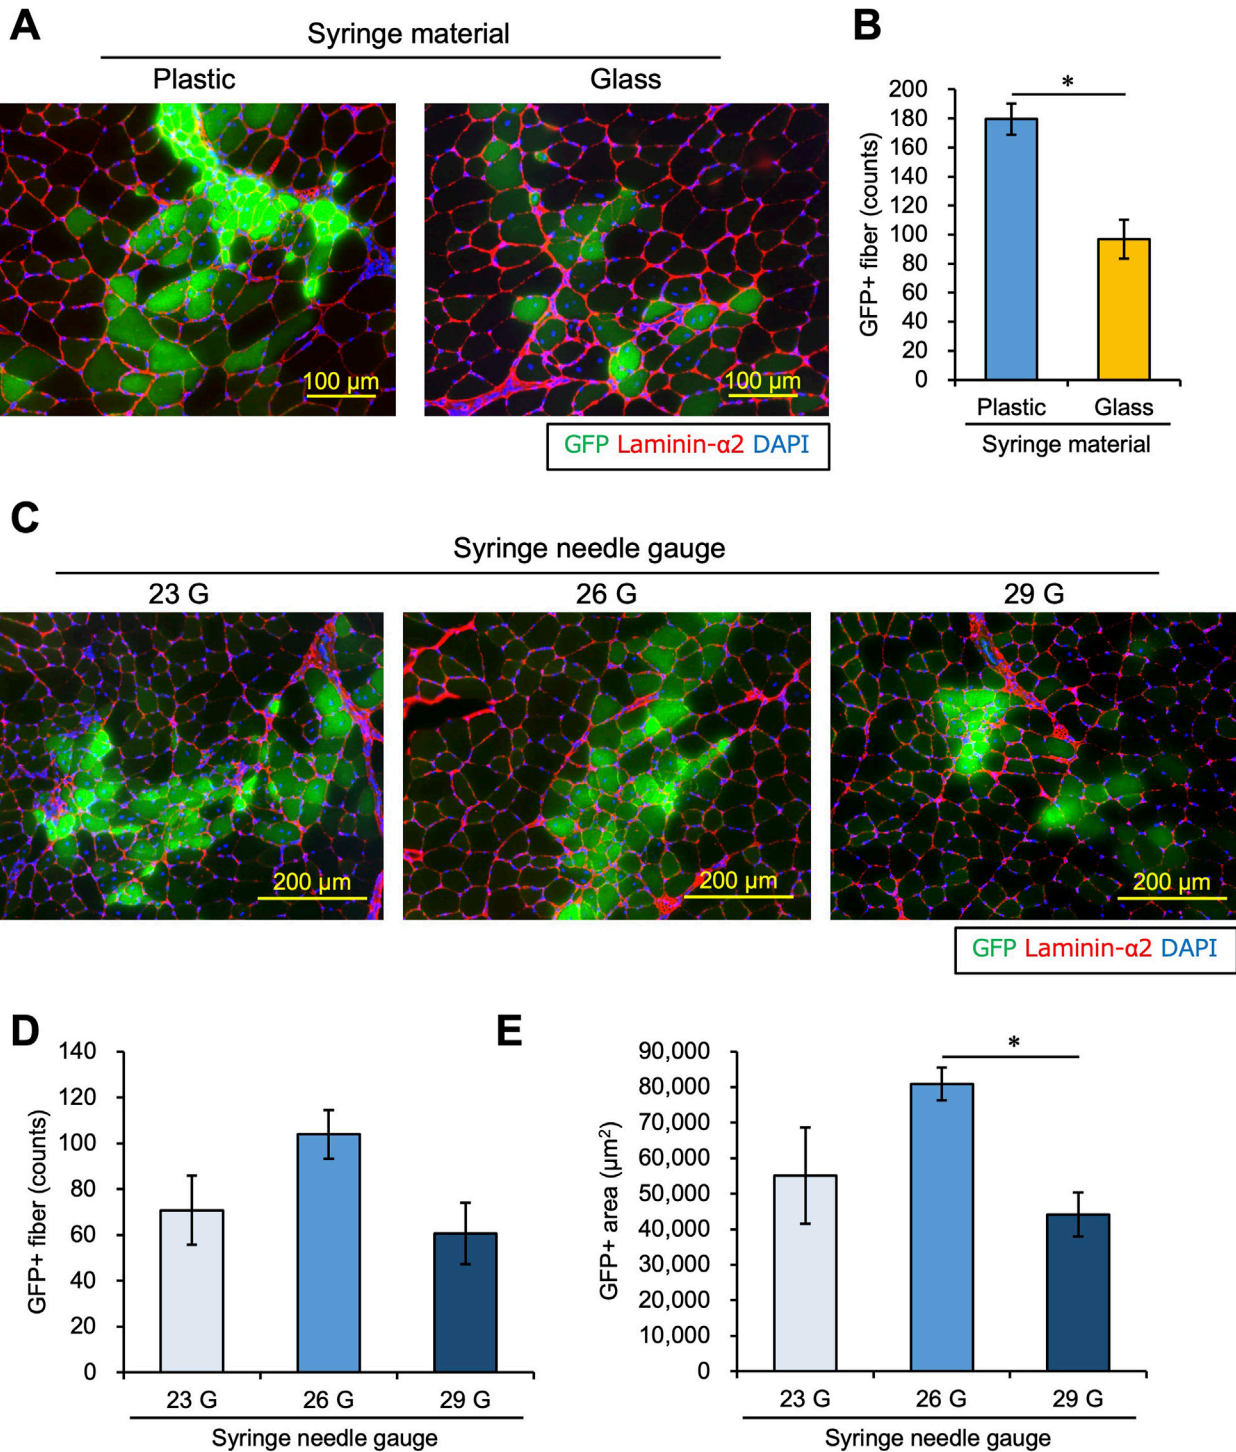 A
Syringe material
Plastic
Glass
100 µm
100 µm
GFP Laminin-α2 DAPI
B
GFP+ fiber (counts)
200
180
160
140
120
100
80
60
40
20
0
*
Plastic
Glass
Syringe material
C
Syringe needle gauge
23 G
26 G
29 G
200 µm
200 µm
200 µm
GFP Laminin-α2 DAPI
D
GFP+ fiber (counts)
140
120
100
80
60
40
20
0
23 G
26 G
29 G
Syringe needle gauge
E
GFP+ area (µm²)
90,000
80,000
70,000
60,000
50,000
40,000
30,000
20,000
10,000
0
*
23 G
26 G
29 G
Syringe needle gauge